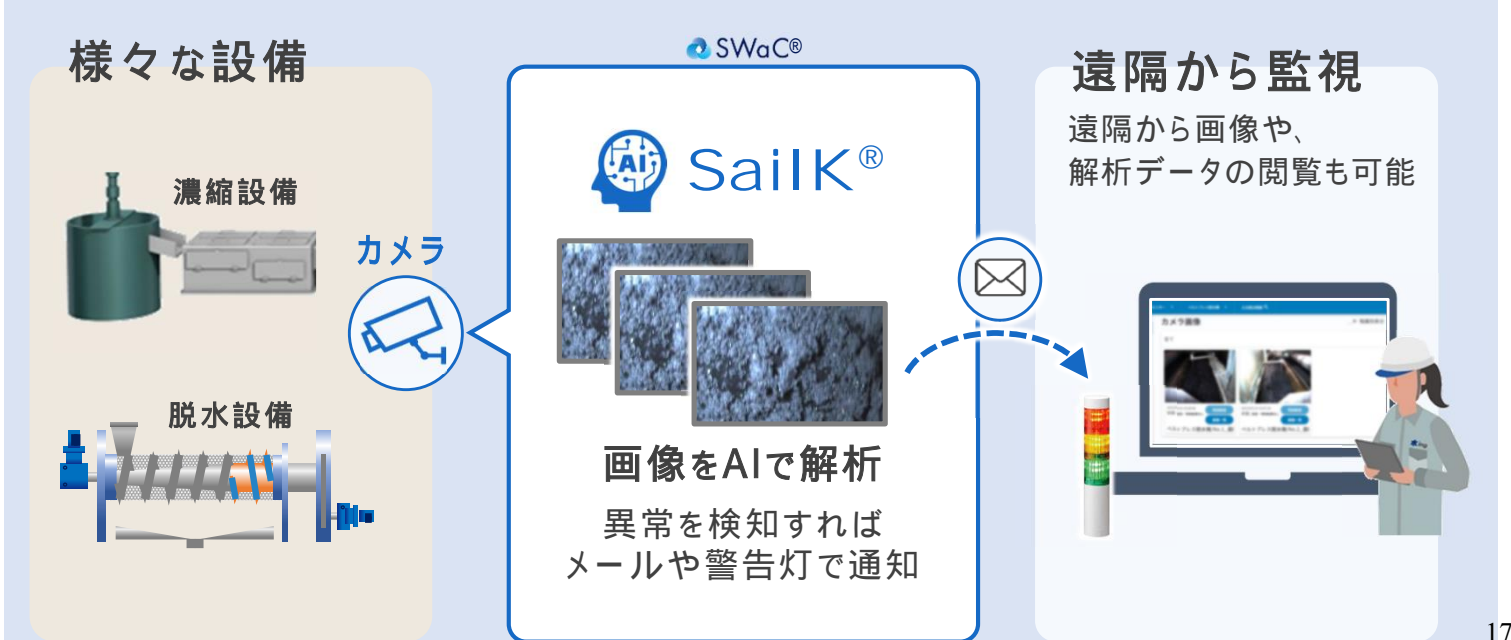 様々な設備
濃縮設備
カメラ
脱水設備
SWaC®
AI
SaiIK®
画像をAIで解析
異常を検知すれば
メールや警告灯で通知
遠隔から監視
遠隔から画像や、
解析データの閲覧も可能
カメラ画像
17